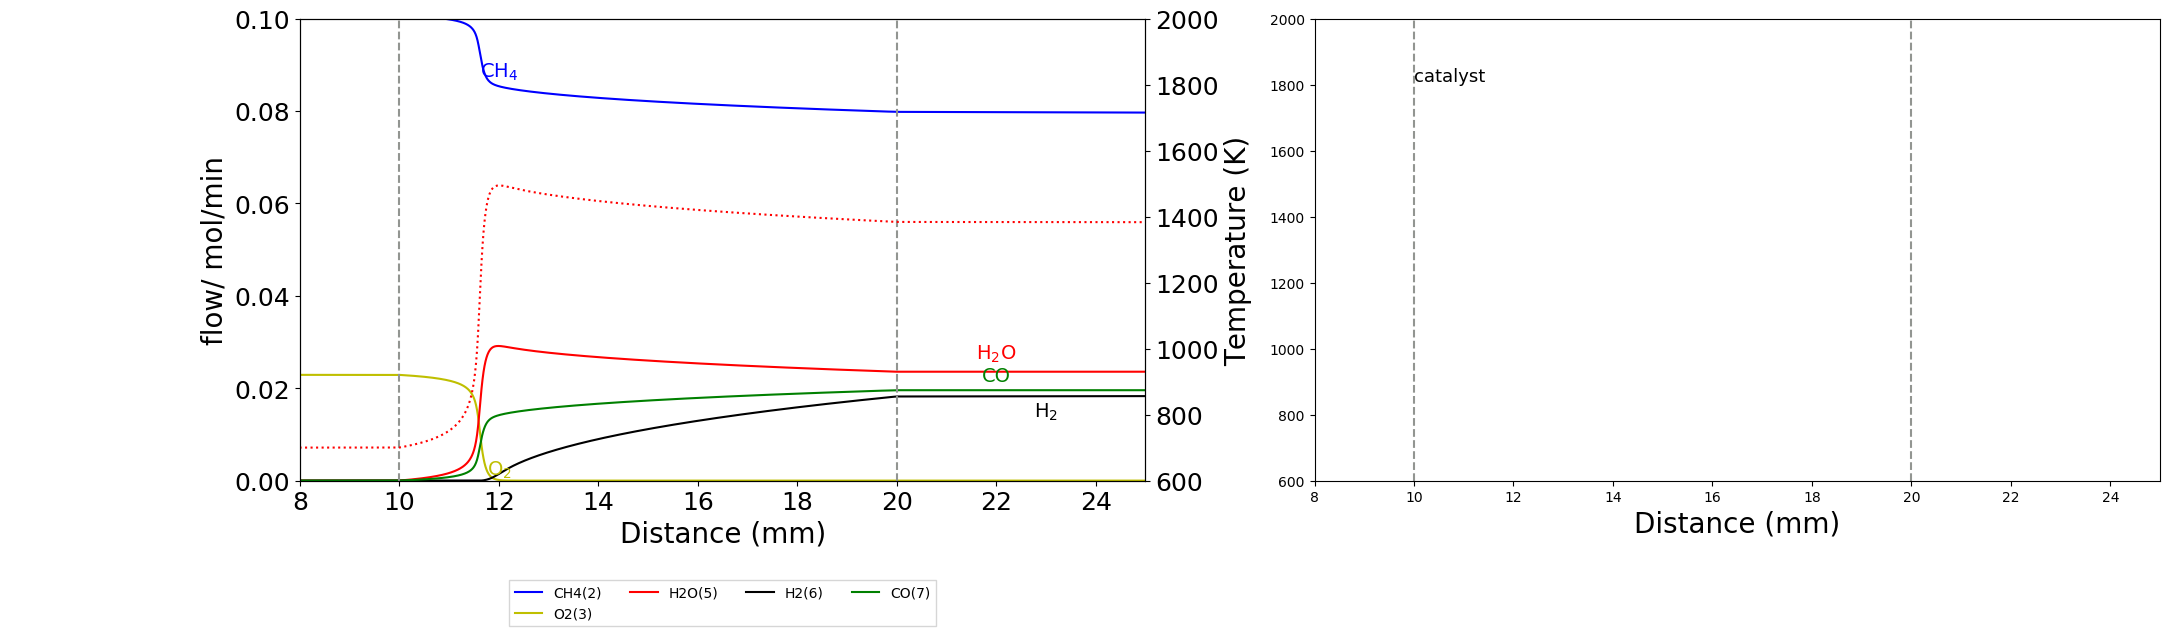 flow/ mol/min
0.10
0.08
0.06
0.04
0.02
0.00
CH₄
H₂O
CO
H₂
O₂
8 10 12 14 16 18 20 22 24
Distance (mm)
2000
1800
1600
1400
1200
1000
800
600
Temperature (K)
CH4(2) H2O(5) H2(6) CO(7)
O2(3)
2000
1800
1600
1400
1200
1000
800
600
catalyst
8 10 12 14 16 18 20 22 24
Distance (mm)